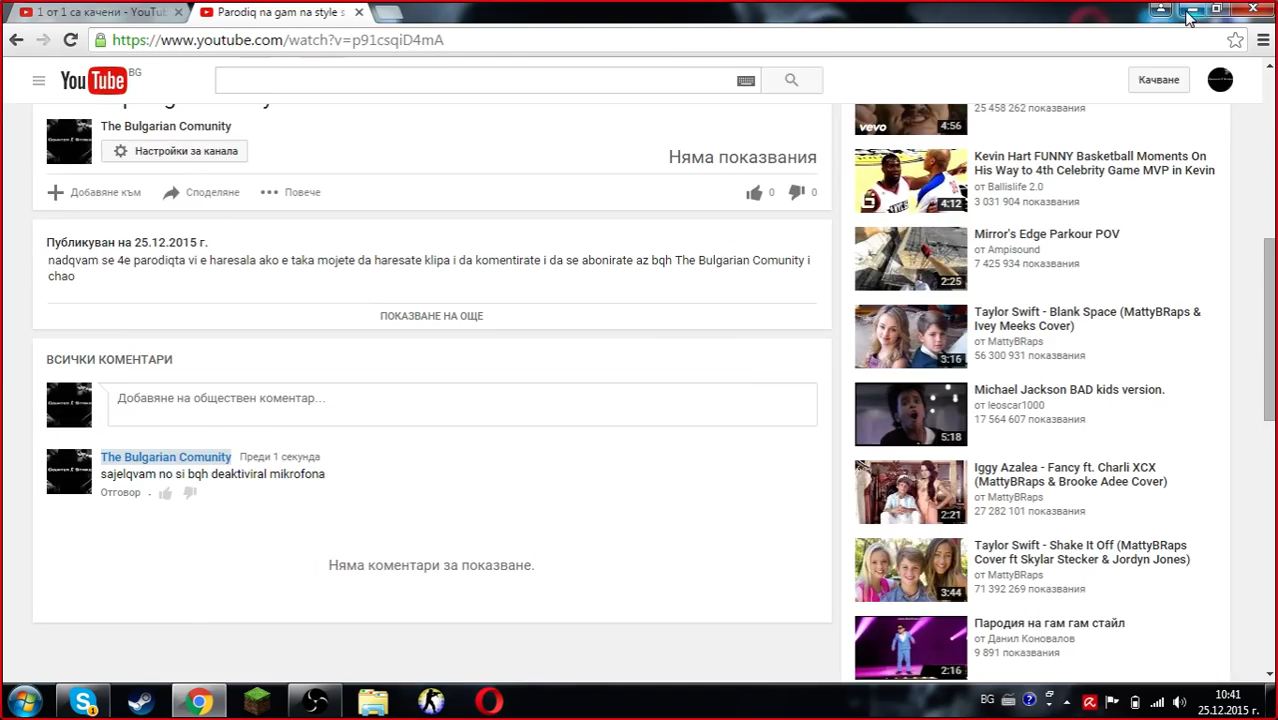 1 от 1 са качени - YouTub
Parodiq na gam na style s
https://www.youtube.com/watch?v=p91csqiD4mA
YouTube BG
Качване
The Bulgarian Comunity
Настройки за канала
Няма показвания
Добавяне към
Споделяне
Повече
0
0
Публикуван на 25.12.2015 г.
nadqvam se 4e parodiqta vi e haresala ako e taka mojete da haresate klipa i da komentirate i da se abonirate az bqh The Bulgarian Comunity i
chao
ПОКАЗВАНЕ НА ОЩЕ
ВСИЧКИ КОМЕНТАРИ
Добавяне на обществен коментар...
The Bulgarian Comunity Преди 1 секунда
sajelqvam no si bqh deaktiviral mikrofona
Отговор
Няма коментари за показване.
vevo
4:56
25 458 262 показвания
4:12
Kevin Hart FUNNY Basketball Moments On
His Way to 4th Celebrity Game MVP in Kevin
от Ballislife 2.0
3 031 904 показвания
2:25
Mirror's Edge Parkour POV
от Ampisound
7 425 934 показвания
3:16
Taylor Swift - Blank Space (MattyBRaps &
Ivey Meeks Cover)
от MattyBRaps
56 300 931 показвания
5:18
Michael Jackson BAD kids version.
от leoscar1000
17 564 607 показвания
2:21
Iggy Azalea - Fancy ft. Charli XCX
(MattyBRaps & Brooke Adee Cover)
от MattyBRaps
27 282 101 показвания
3:44
Taylor Swift - Shake It Off (MattyBRaps
Cover ft Skylar Stecker & Jordyn Jones)
от MattyBRaps
71 392 269 показвания
2:16
Пародия на гам гам стайл
от Данил Коновалов
9 891 показвания
BG
10:41
25.12.2015 г.